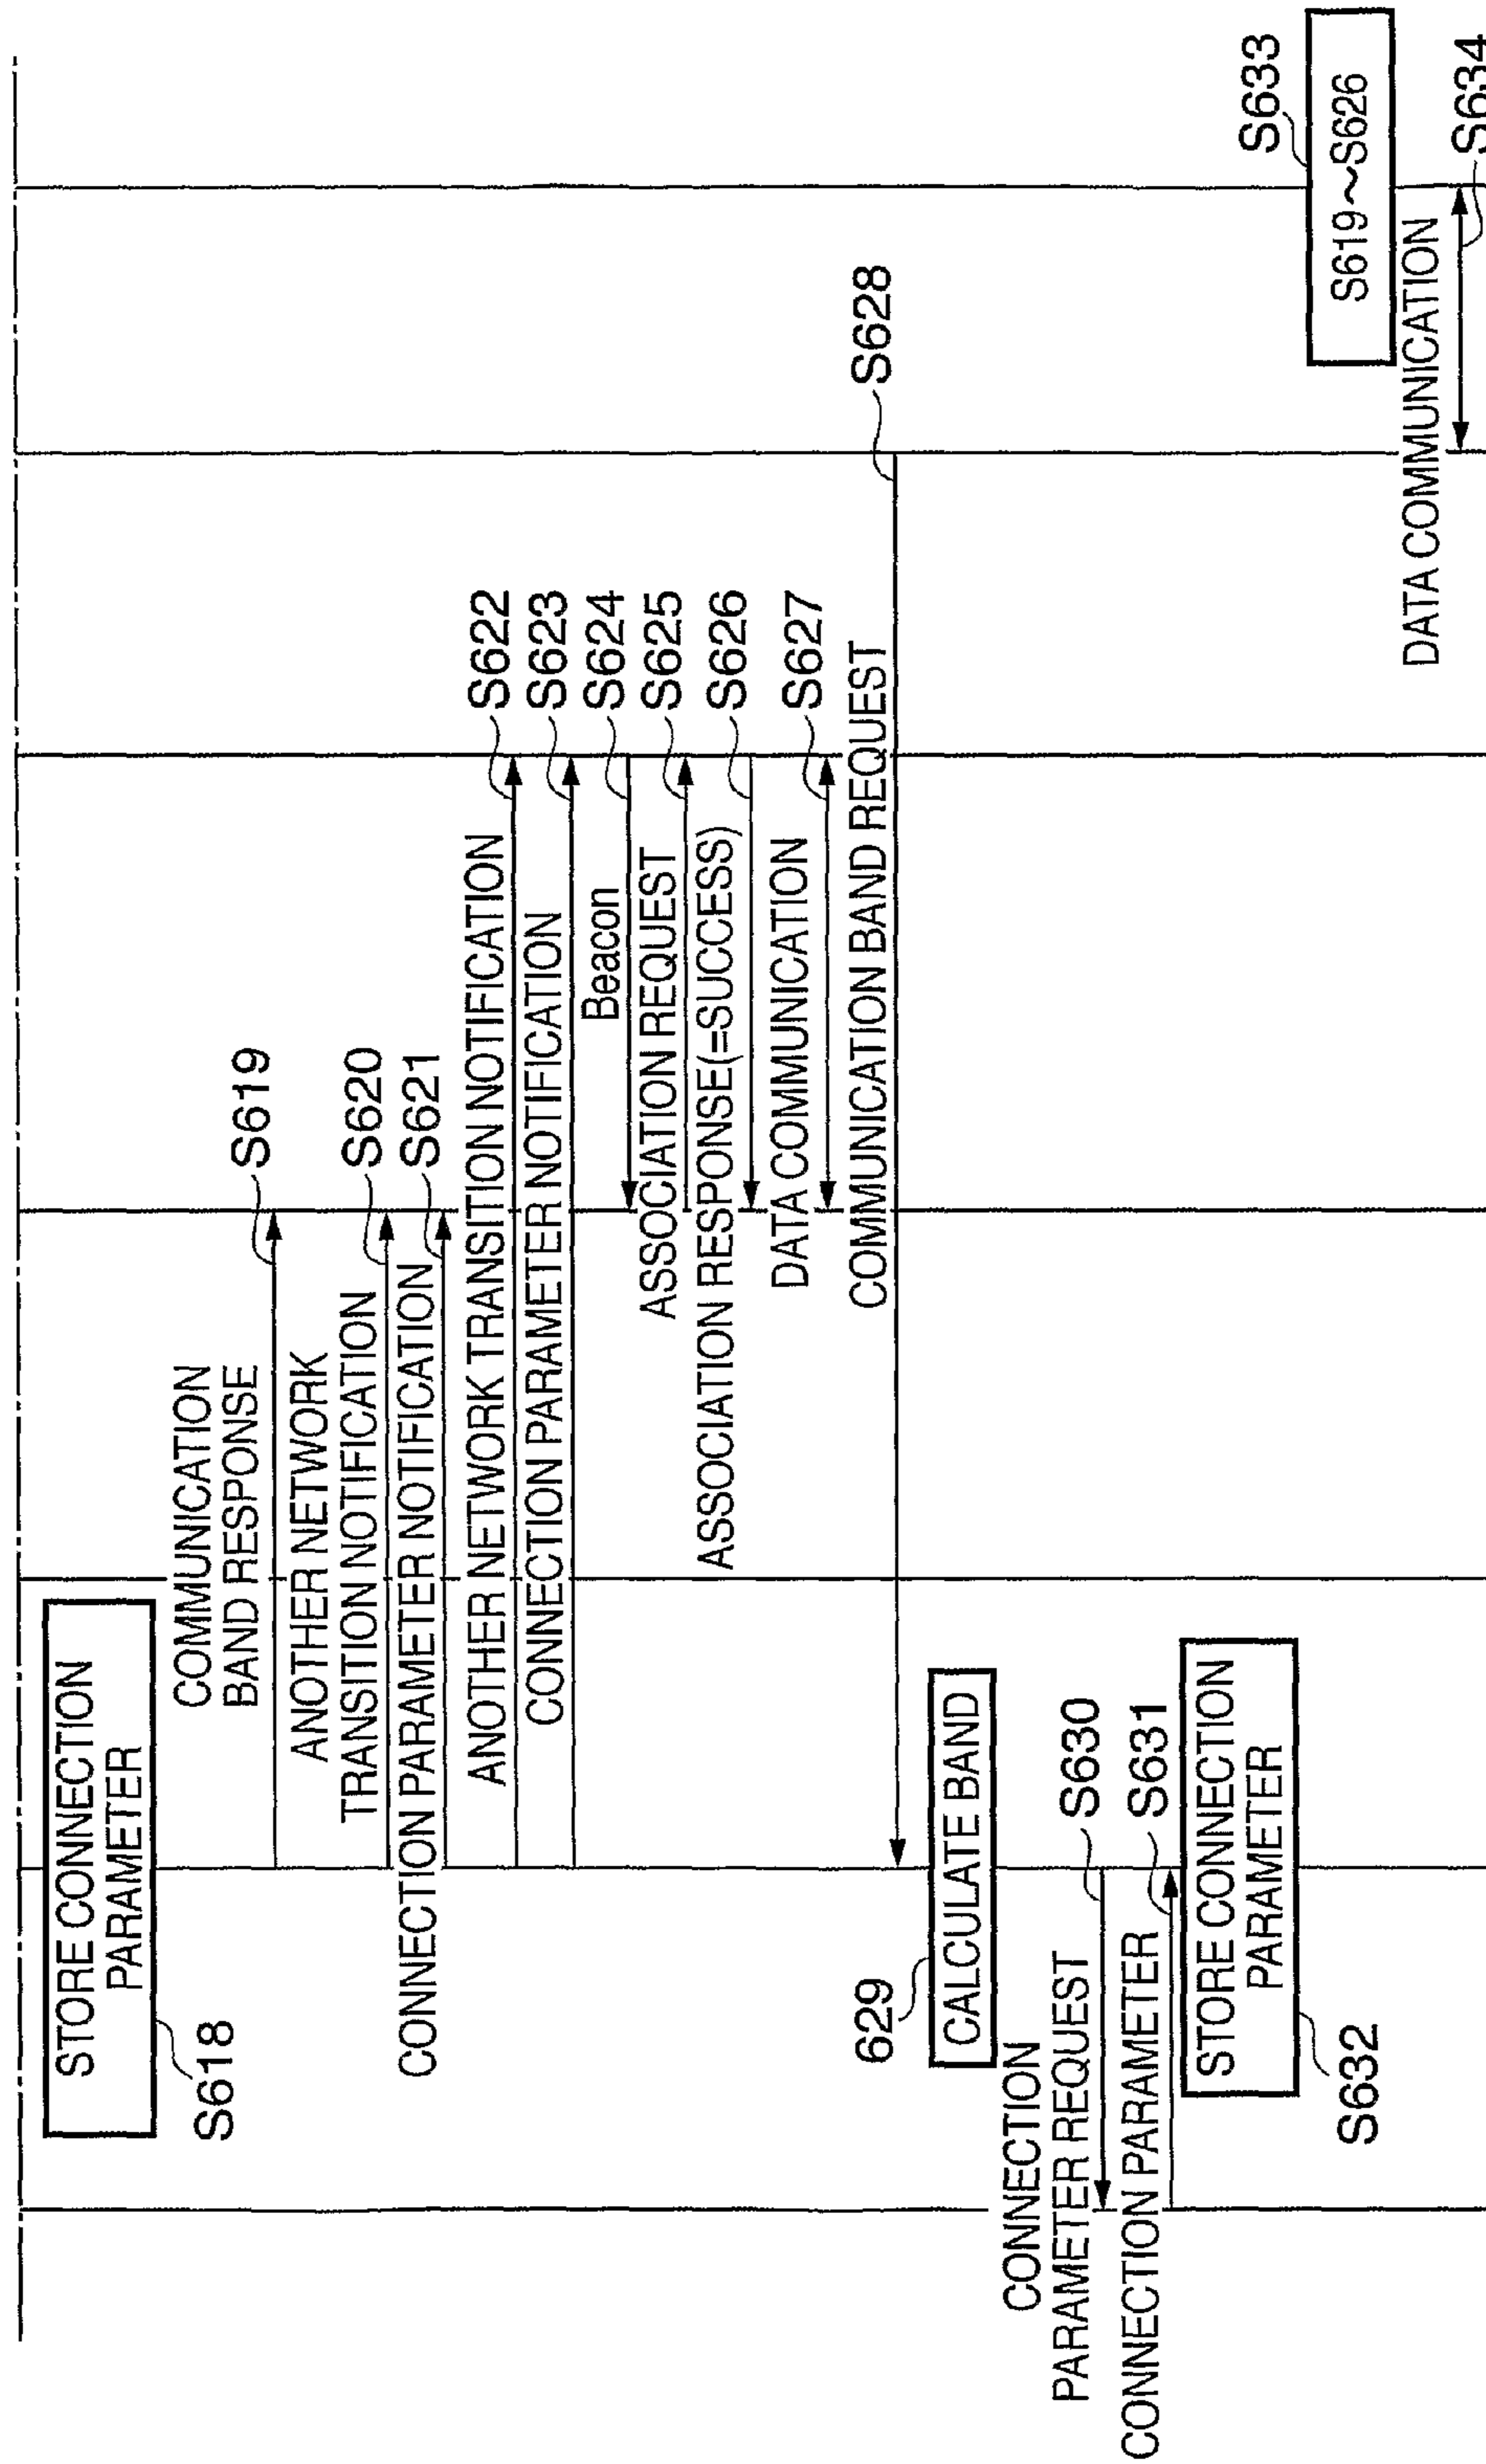 STORE CONNECTION
PARAMETER
S618
COMMUNICATION
BAND RESPONSE
S619
ANOTHER NETWORK
TRANSITION NOTIFICATION
S620
CONNECTION PARAMETER NOTIFICATION
S621
ANOTHER NETWORK TRANSITION NOTIFICATION
S622
CONNECTION PARAMETER NOTIFICATION
S623
Beacon
S624
ASSOCIATION REQUEST
S625
ASSOCIATION RESPONSE(=SUCCESS)
S626
DATA COMMUNICATION
S627
COMMUNICATION BAND REQUEST
S628
629
CALCULATE BAND
CONNECTION
PARAMETER REQUEST
S630
CONNECTION PARAMETER
S631
STORE CONNECTION
PARAMETER
S632
S633
S619~S626
DATA COMMUNICATION
S634